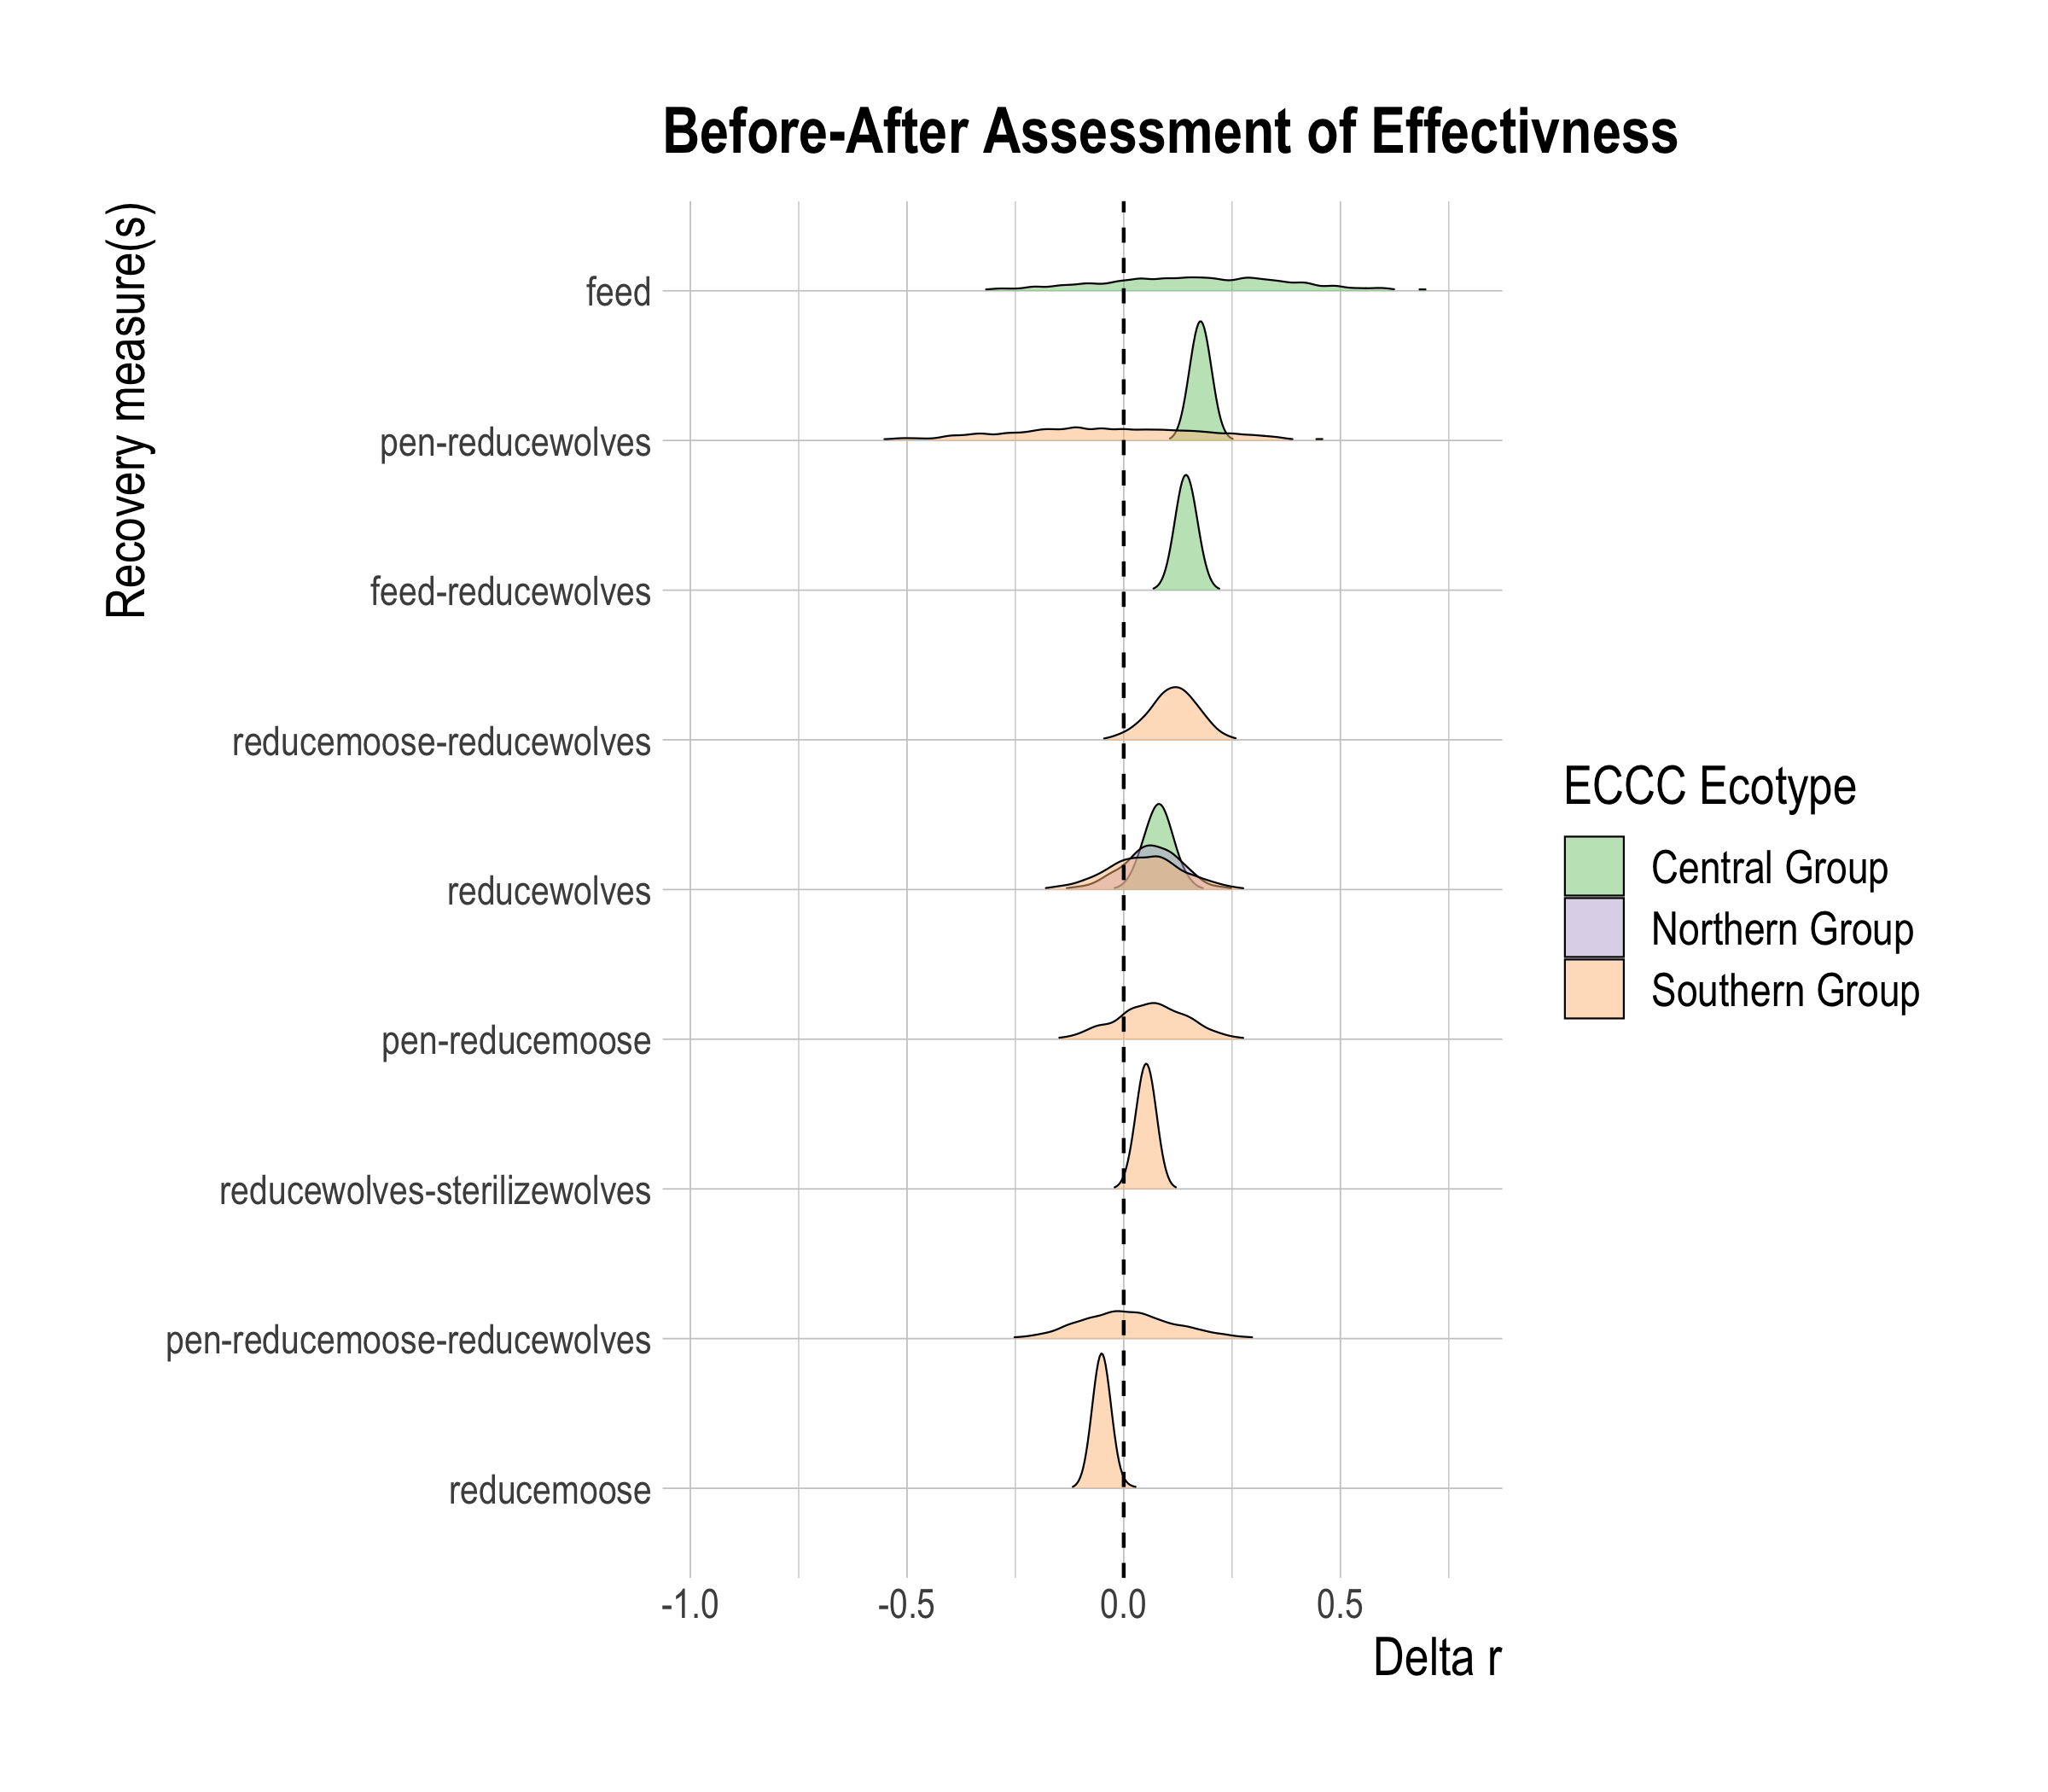 Before-After Assessment of Effectivness
Recovery measure(s)
feed
pen-reducewolves
feed-reducewolves
reducemoose-reducewolves
reducewolves
pen-reducemoose
reducewolves-sterilizewolves
pen-reducemoose-reducewolves
reducemoose
-1.0
-0.5
0.0
0.5
Delta r
ECCC Ecotype
Central Group
Northern Group
Southern Group